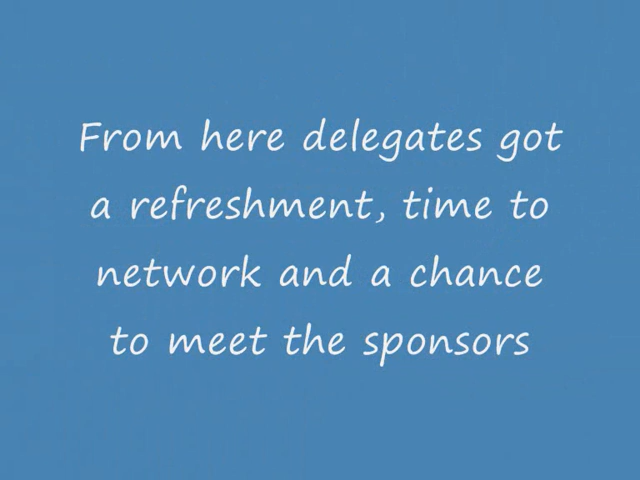 From here delegates got
a refreshment, time to
network and a chance
to meet the sponsors